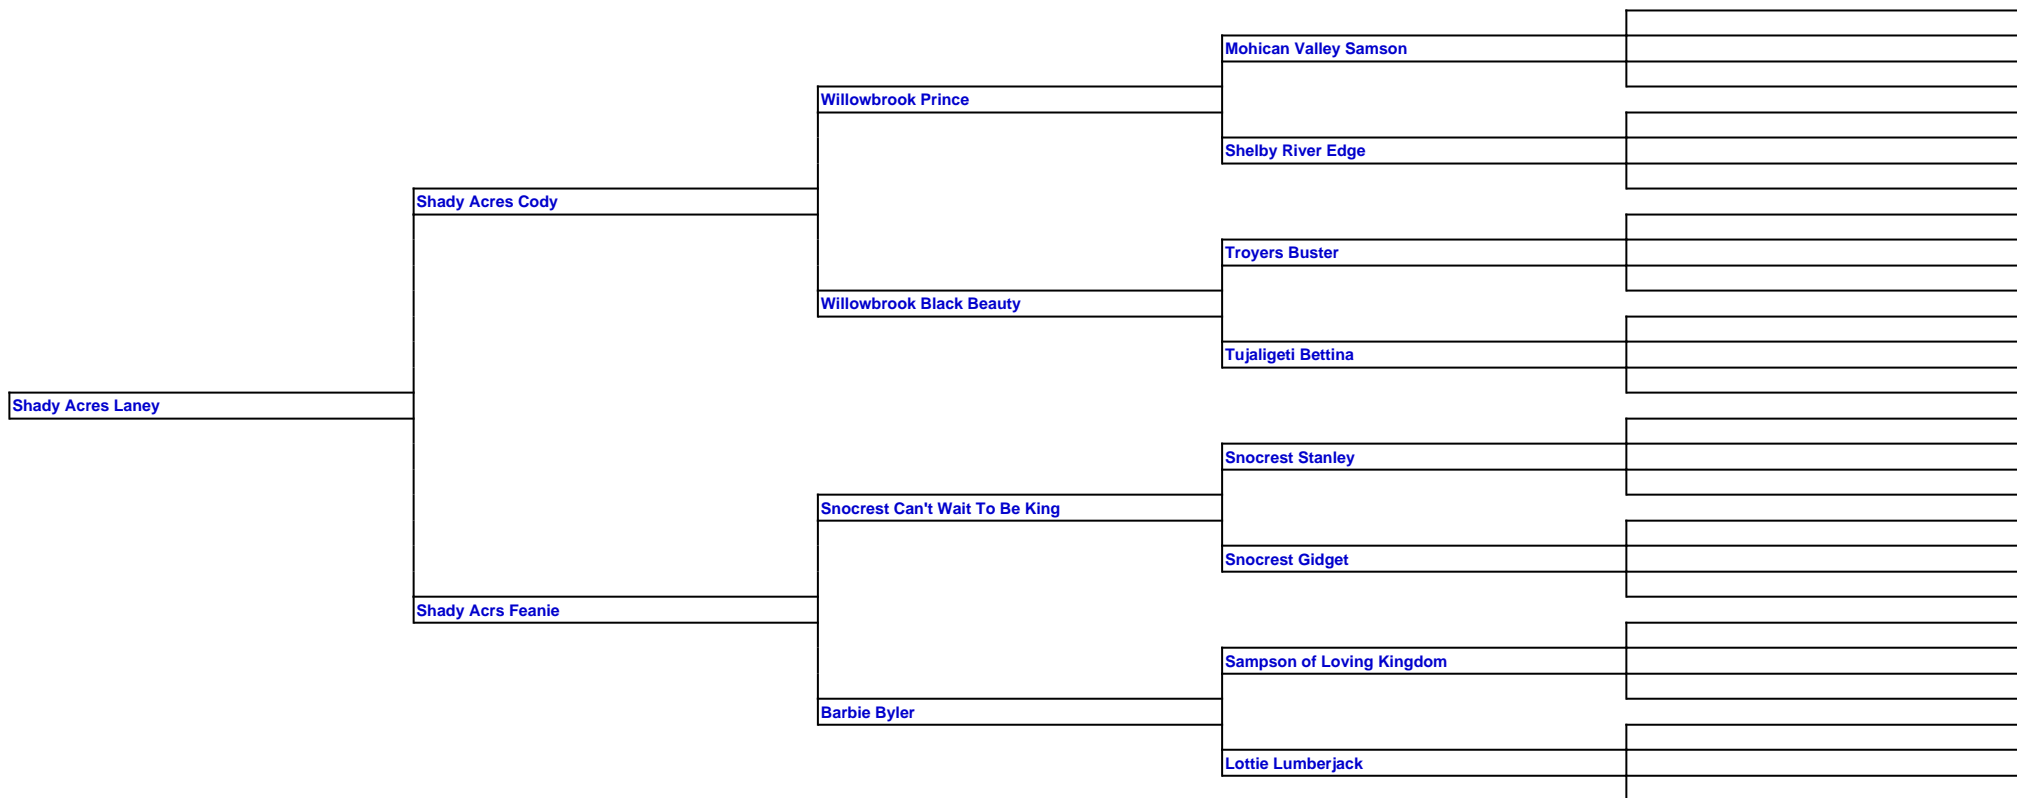 Mohican Valley Samson
Willowbrook Prince
Shelby River Edge
Shady Acres Cody
Troyers Buster
Willowbrook Black Beauty
Tujaligeti Bettina
Shady Acres Laney
Snocrest Stanley
Snocrest Can't Wait To Be King
Snocrest Gidget
Shady Acrs Feanie
Sampson of Loving Kingdom
Barbie Byler
Lottie Lumberjack